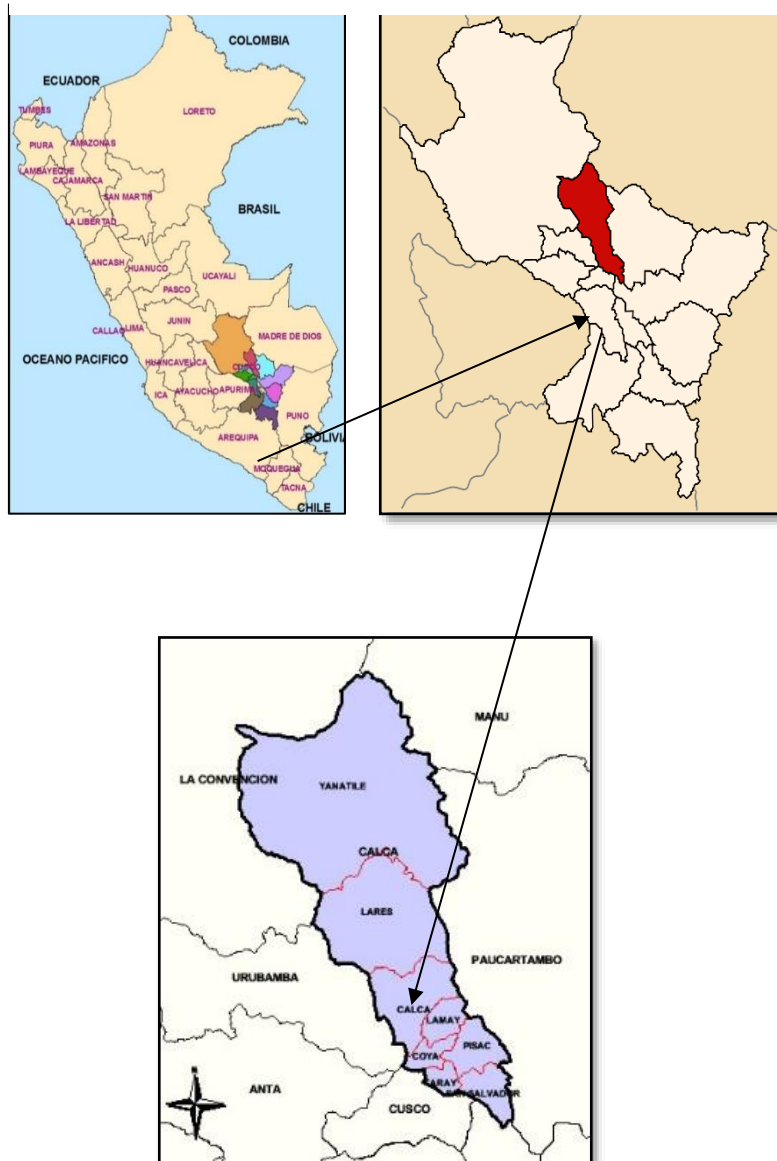 COLOMBIA
ECUADOR
TUMBES
LORETO
PIURA
AMAZONAS
LAMBAYEQUE
CAJAMARCA
SAN MARTIN
BRASIL
LA LIBERTAD
ANCASH
HUANUCO
UCAYALI
PASCO
CALLAO
LIMA
JUNIN
MADRE DE DIOS
OCEANO PACIFICO
HUANCAVELICA
CUSCO
ICA
AYACUCHO
APURIMAC
PUNO
AREQUIPA
BOLIVIA
MOQUEGUA
TACNA
CHILE
MANU
LA CONVENCION
YANATILE
CALCA
LARES
PAUCARTAMBO
URUBAMBA
CALCA
LAMAY
PISAC
COYA
SAN SALVADOR
ANTA
CUSCO